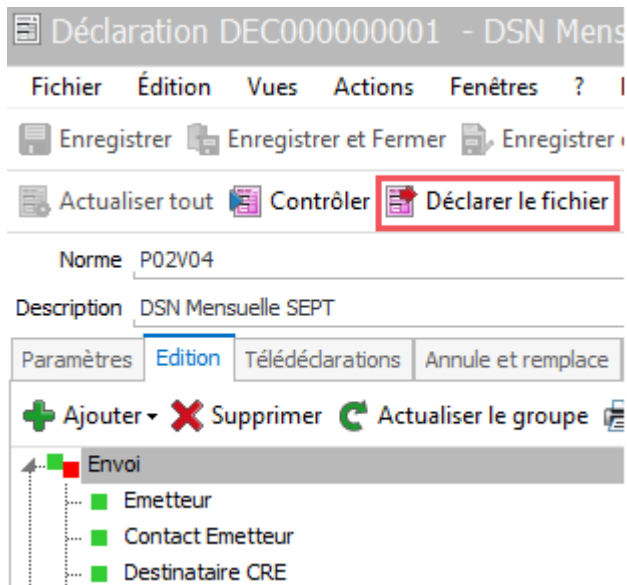 Déclaration DEC000000001 - DSN Mens
Fichier Édition Vues Actions Fenêtres ?
Enregistrer Enregistrer et Fermer Enregistrer
Actualiser tout Contrôler Déclarer le fichier
Norme P02V04
Description DSN Mensuelle SEPT
Paramètres Edition Télédéclarations Annule et remplace
Ajouter Supprimer Actualiser le groupe
Envoi
Emetteur
Contact Emetteur
Destinataire CRE